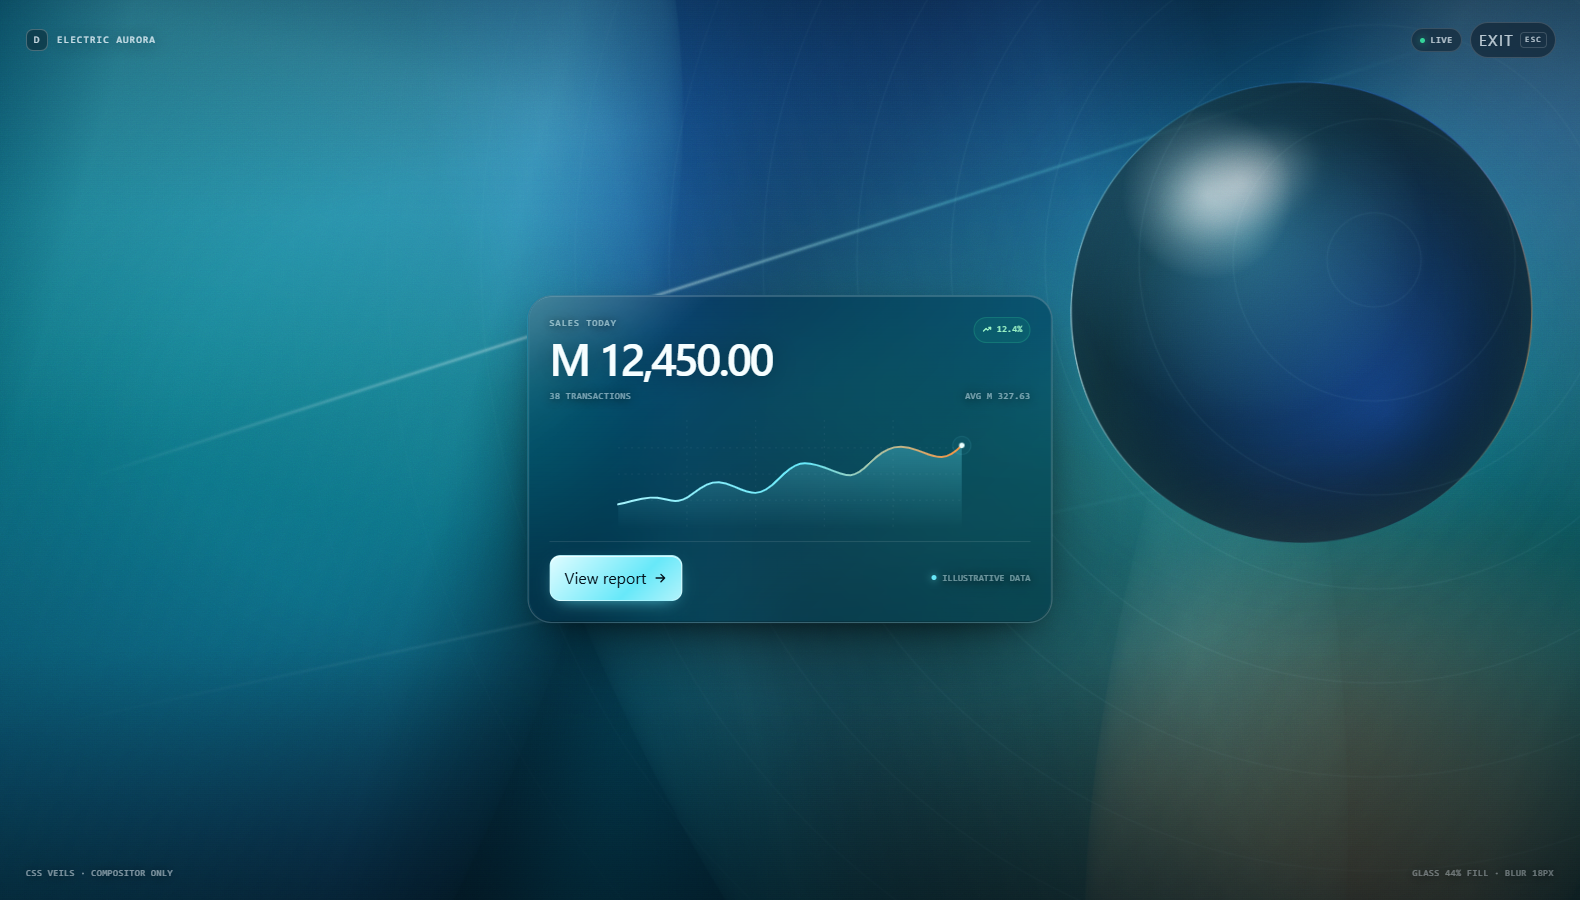 D ELECTRIC AURORA
LIVE
EXIT ESC
SALES TODAY
12.4%
M 12,450.00
38 TRANSACTIONS
AVG M 327.63
View report →
ILLUSTRATIVE DATA
CSS VEILS · COMPOSITOR ONLY
GLASS 44% FILL · BLUR 18PX